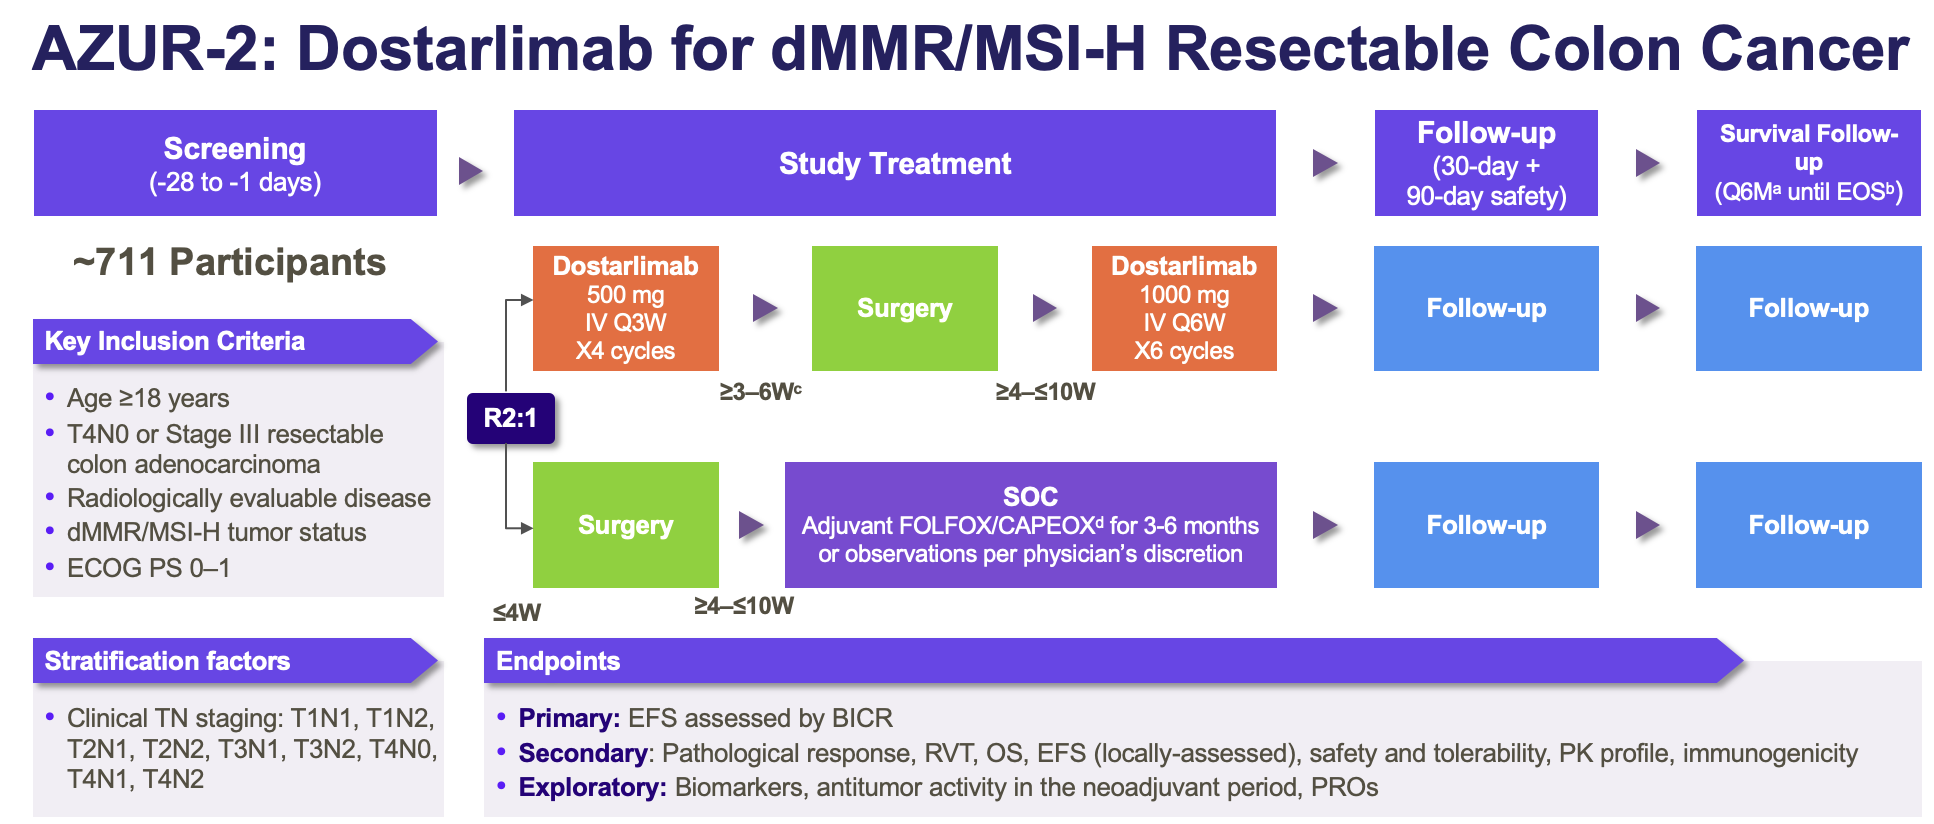 AZUR-2: Dostarlimab for dMMR/MSI-H Resectable Colon Cancer
Screening
(-28 to -1 days)
Study Treatment
Follow-up
(30-day +
90-day safety)
Survival Follow-
up
(Q6Mᵃ until EOSᵇ)
~711 Participants
Key Inclusion Criteria
• Age ≥18 years
• T4N0 or Stage III resectable
colon adenocarcinoma
• Radiologically evaluable disease
• dMMR/MSI-H tumor status
• ECOG PS 0–1
Stratification factors
• Clinical TN staging: T1N1, T1N2,
T2N1, T2N2, T3N1, T3N2, T4N0,
T4N1, T4N2
R2:1
Dostarlimab
500 mg
IV Q3W
X4 cycles
≥3–6Wᶜ
Surgery
≥4–≤10W
Dostarlimab
1000 mg
IV Q6W
X6 cycles
Follow-up
Follow-up
≤4W
Surgery
≥4–≤10W
SOC
Adjuvant FOLFOX/CAPEOXᵈ for 3-6 months
or observations per physician’s discretion
Follow-up
Follow-up
Endpoints
• Primary: EFS assessed by BICR
• Secondary: Pathological response, RVT, OS, EFS (locally-assessed), safety and tolerability, PK profile, immunogenicity
• Exploratory: Biomarkers, antitumor activity in the neoadjuvant period, PROs